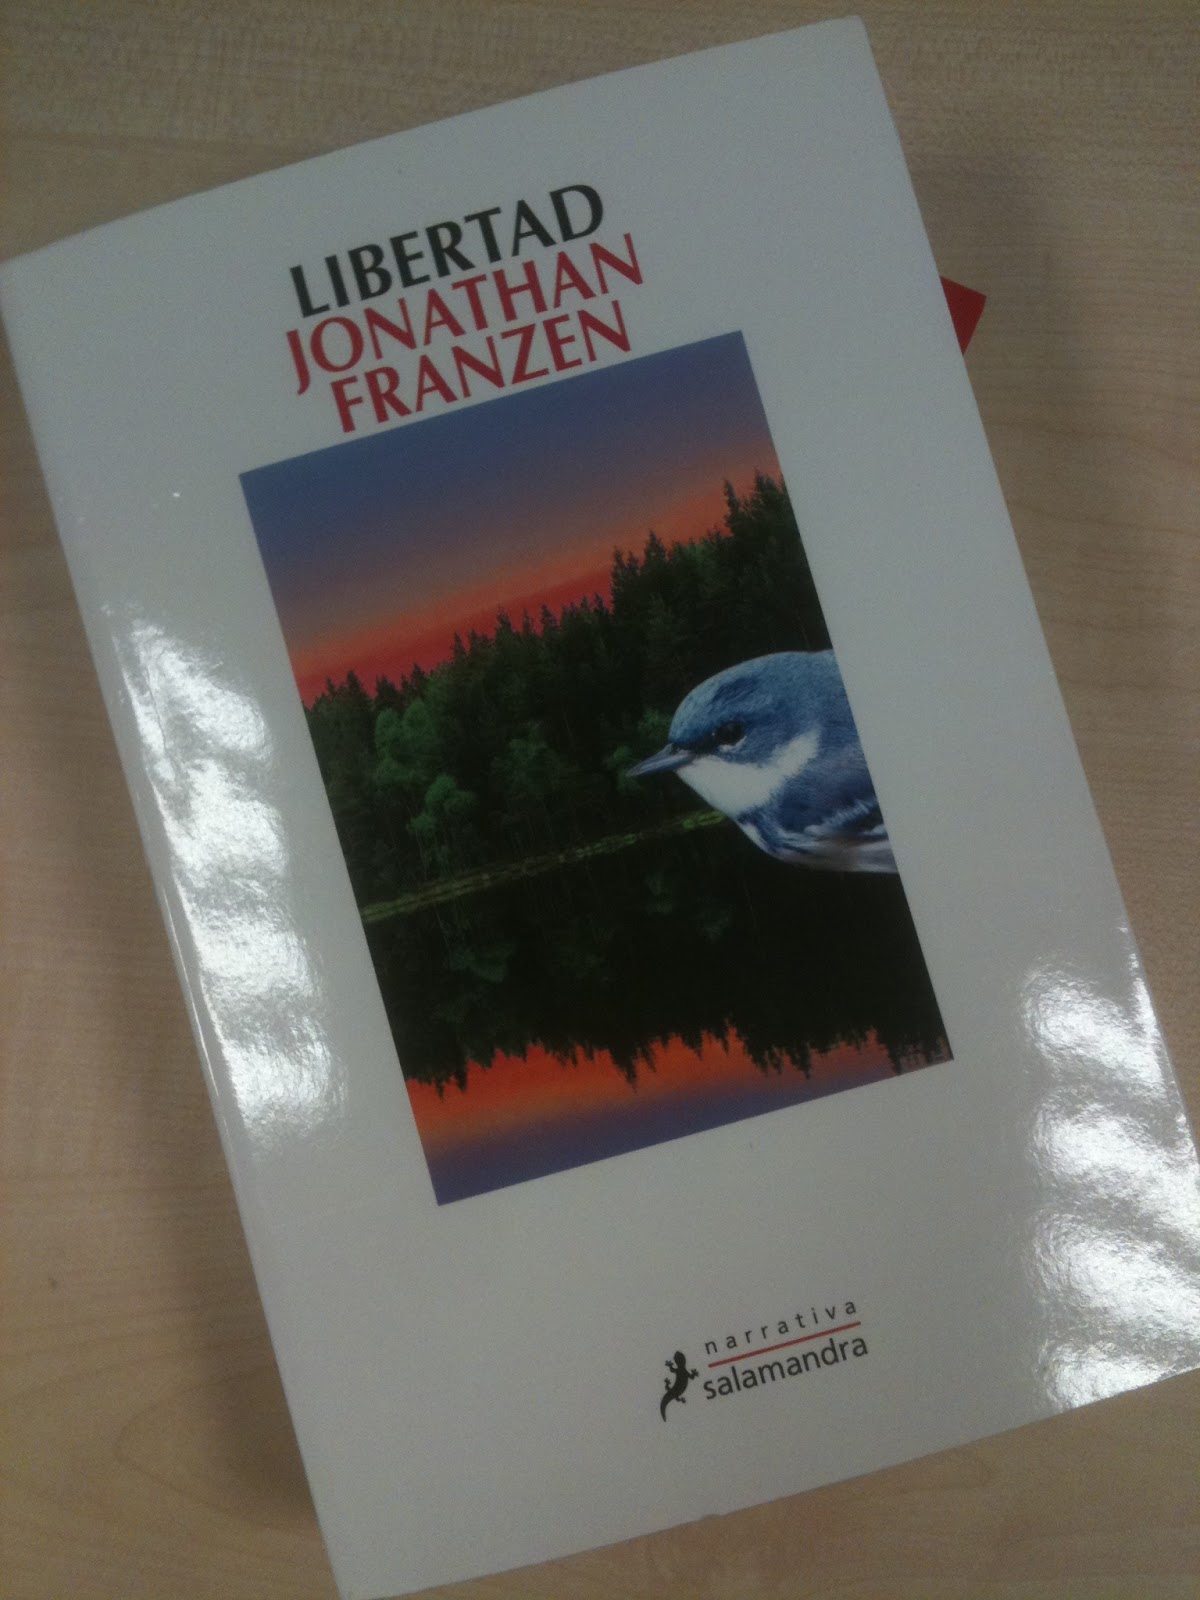 LIBERTAD
JONATHAN
FRANZEN
narrativa
salamandra